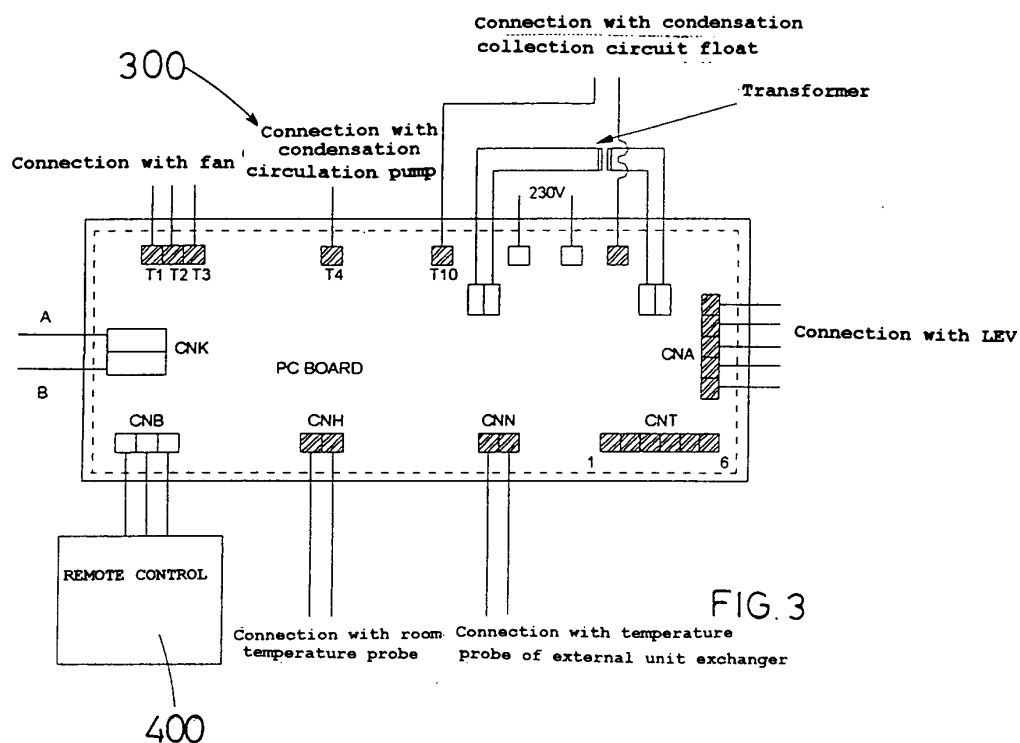 Connection with condensation
collection circuit float
300
Transformer
Connection with
condensation
circulation pump
Connection with fan
230V
T1 T2 T3
T4
T10
A
CNK
B
PC BOARD
CNA
Connection with LEV
CNB
CNH
CNN
CNT
1
6
REMOTE CONTROL
FIG. 3
Connection with room
temperature probe
Connection with temperature
probe of external unit exchanger
400